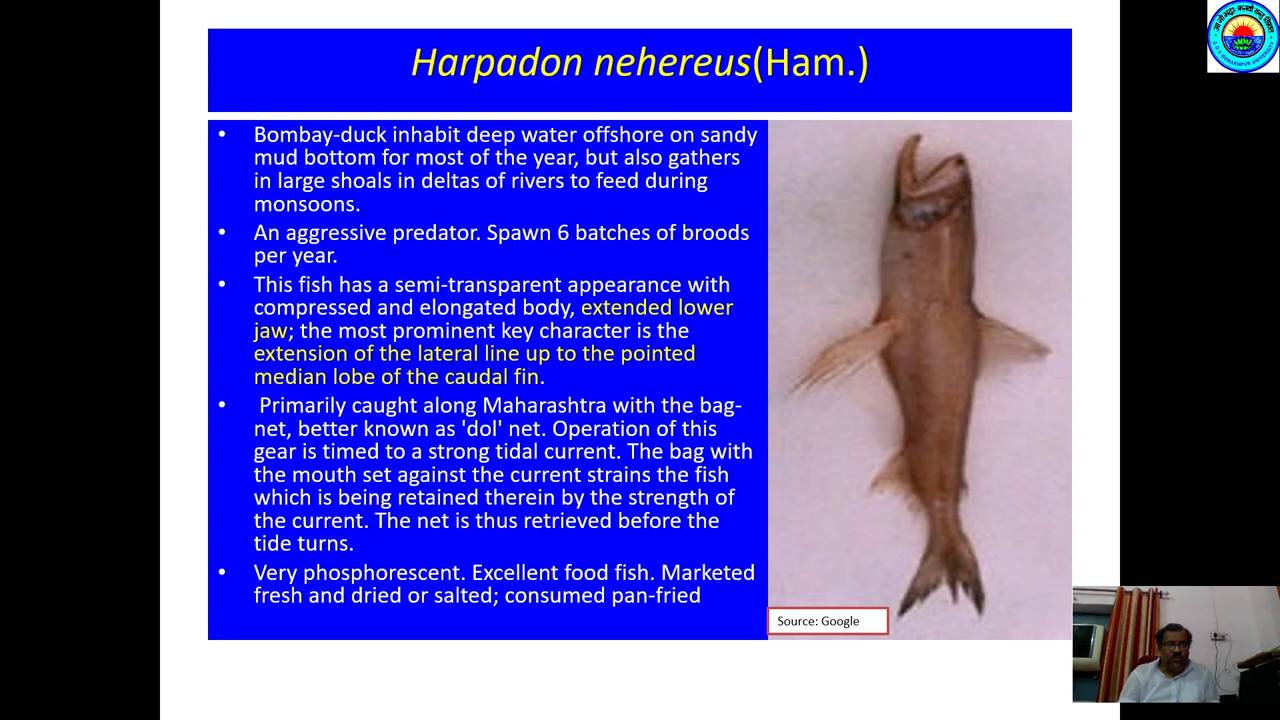 Harpadon nehereus(Ham.)
• Bombay-duck inhabit deep water offshore on sandy
mud bottom for most of the year, but also gathers
in large shoals in deltas of rivers to feed during
monsoons.
• An aggressive predator. Spawn 6 batches of broods
per year.
• This fish has a semi-transparent appearance with
compressed and elongated body, extended lower
jaw; the most prominent key character is the
extension of the lateral line up to the pointed
median lobe of the caudal fin.
• Primarily caught along Maharashtra with the bag-
net, better known as 'dol' net. Operation of this
gear is timed to a strong tidal current. The bag with
the mouth set against the current strains the fish
which is being retained therein by the strength of
the current. The net is thus retrieved before the
tide turns.
• Very phosphorescent. Excellent food fish. Marketed
fresh and dried or salted; consumed pan-fried
Source: Google
GORAKHPUR UNIVERSITY